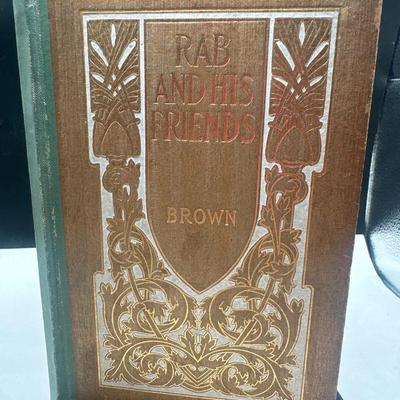 RAB
AND HIS
FRIENDS
BROWN